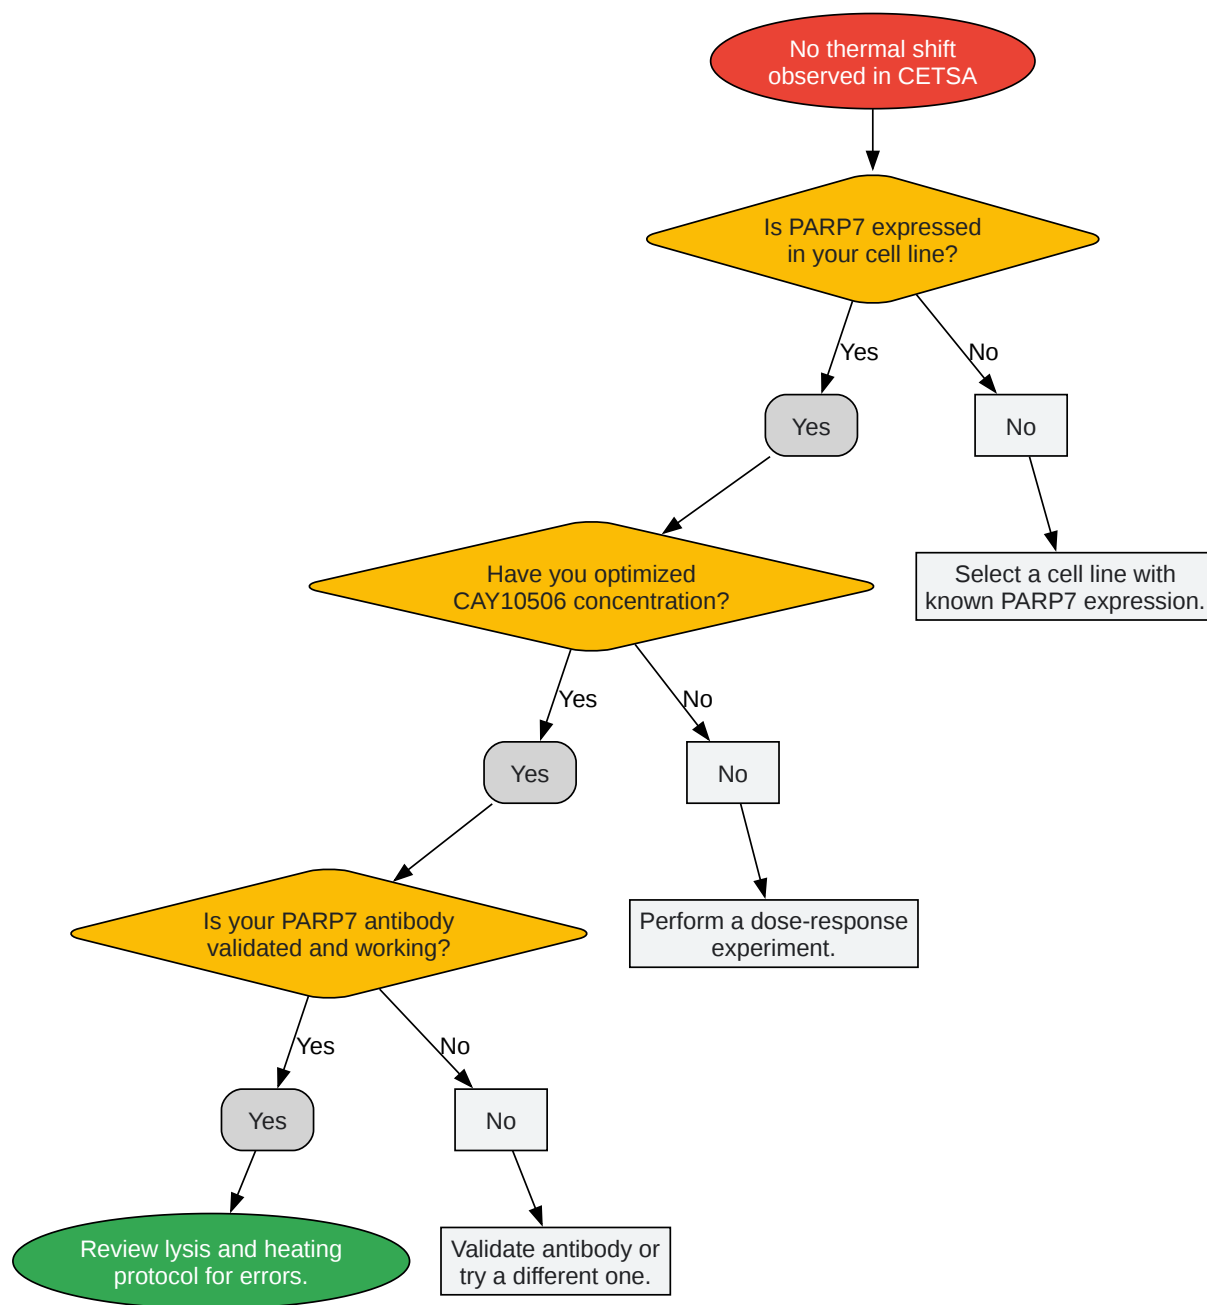 No thermal shift
observed in CETSA
Is PARP7 expressed
in your cell line?
Yes
No
Yes
No
Have you optimized
CAY10506 concentration?
Select a cell line with
known PARP7 expression.
Yes
No
Yes
No
Is your PARP7 antibody
validated and working?
Perform a dose-response
experiment.
Yes
No
Yes
No
Review lysis and heating
protocol for errors.
Validate antibody or
try a different one.